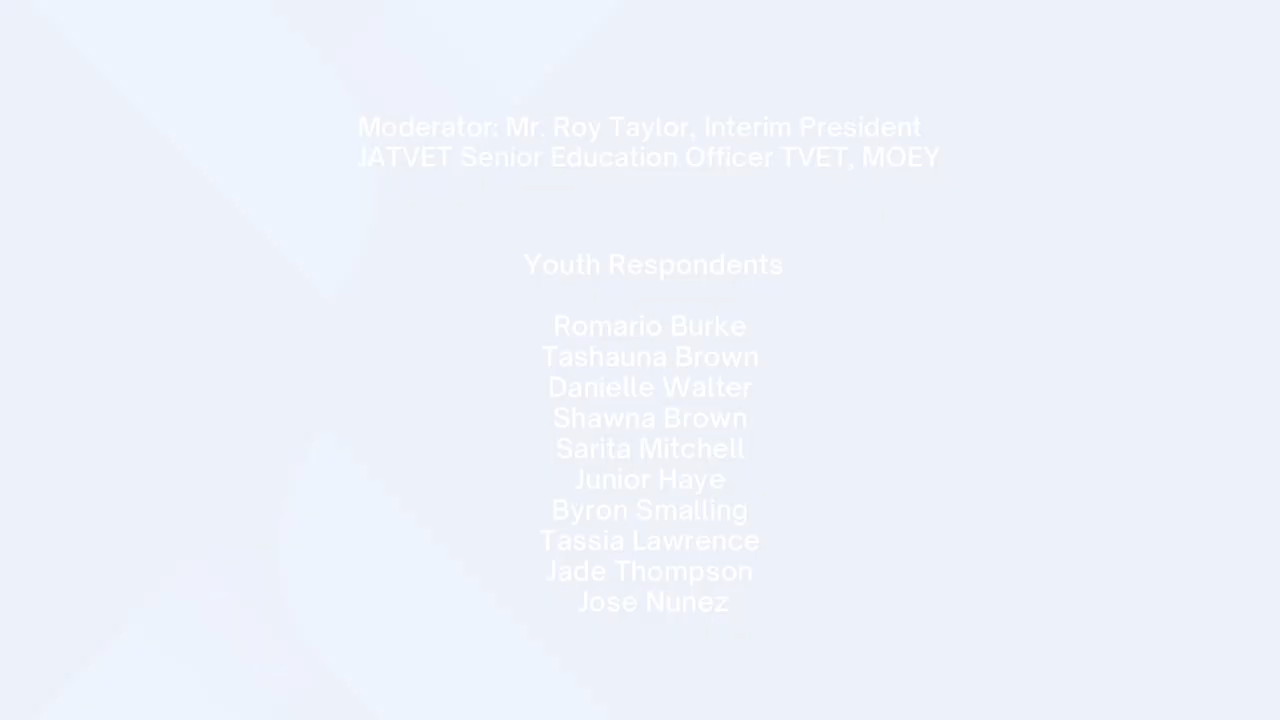 Moderator: Mr. Roy Taylor, Interim President
JATVET Senior Education Officer TVET, MOEY
Youth Respondents
Romario Burke
Tashauna Brown
Danielle Walter
Shawna Brown
Sarita Mitchell
Junior Haye
Byron Smalling
Tassia Lawrence
Jade Thompson
Jose Nunez